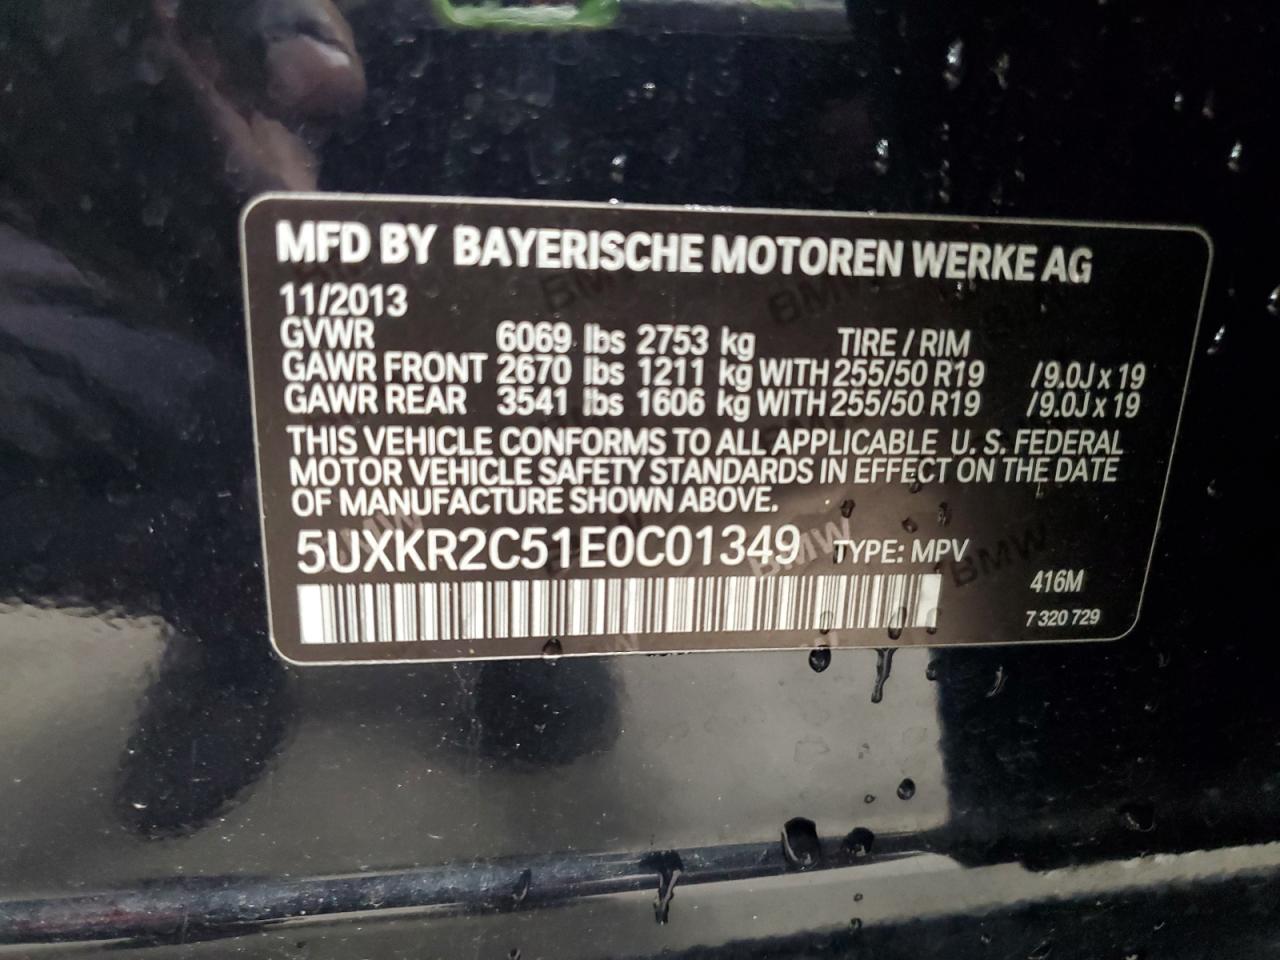 MFD BY BAYERISCHE MOTOREN WERKE AG
11/2013
GVWR 6069 lbs 2753 kg TIRE / RIM
GAWR FRONT 2670 lbs 1211 kg WITH 255/50 R19 /9.0J x 19
GAWR REAR 3541 lbs 1606 kg WITH 255/50 R19 /9.0J x 19
THIS VEHICLE CONFORMS TO ALL APPLICABLE U. S. FEDERAL
MOTOR VEHICLE SAFETY STANDARDS IN EFFECT ON THE DATE
OF MANUFACTURE SHOWN ABOVE.
5UXKR2C51E0C01349 TYPE: MPV
416M
7 320 729